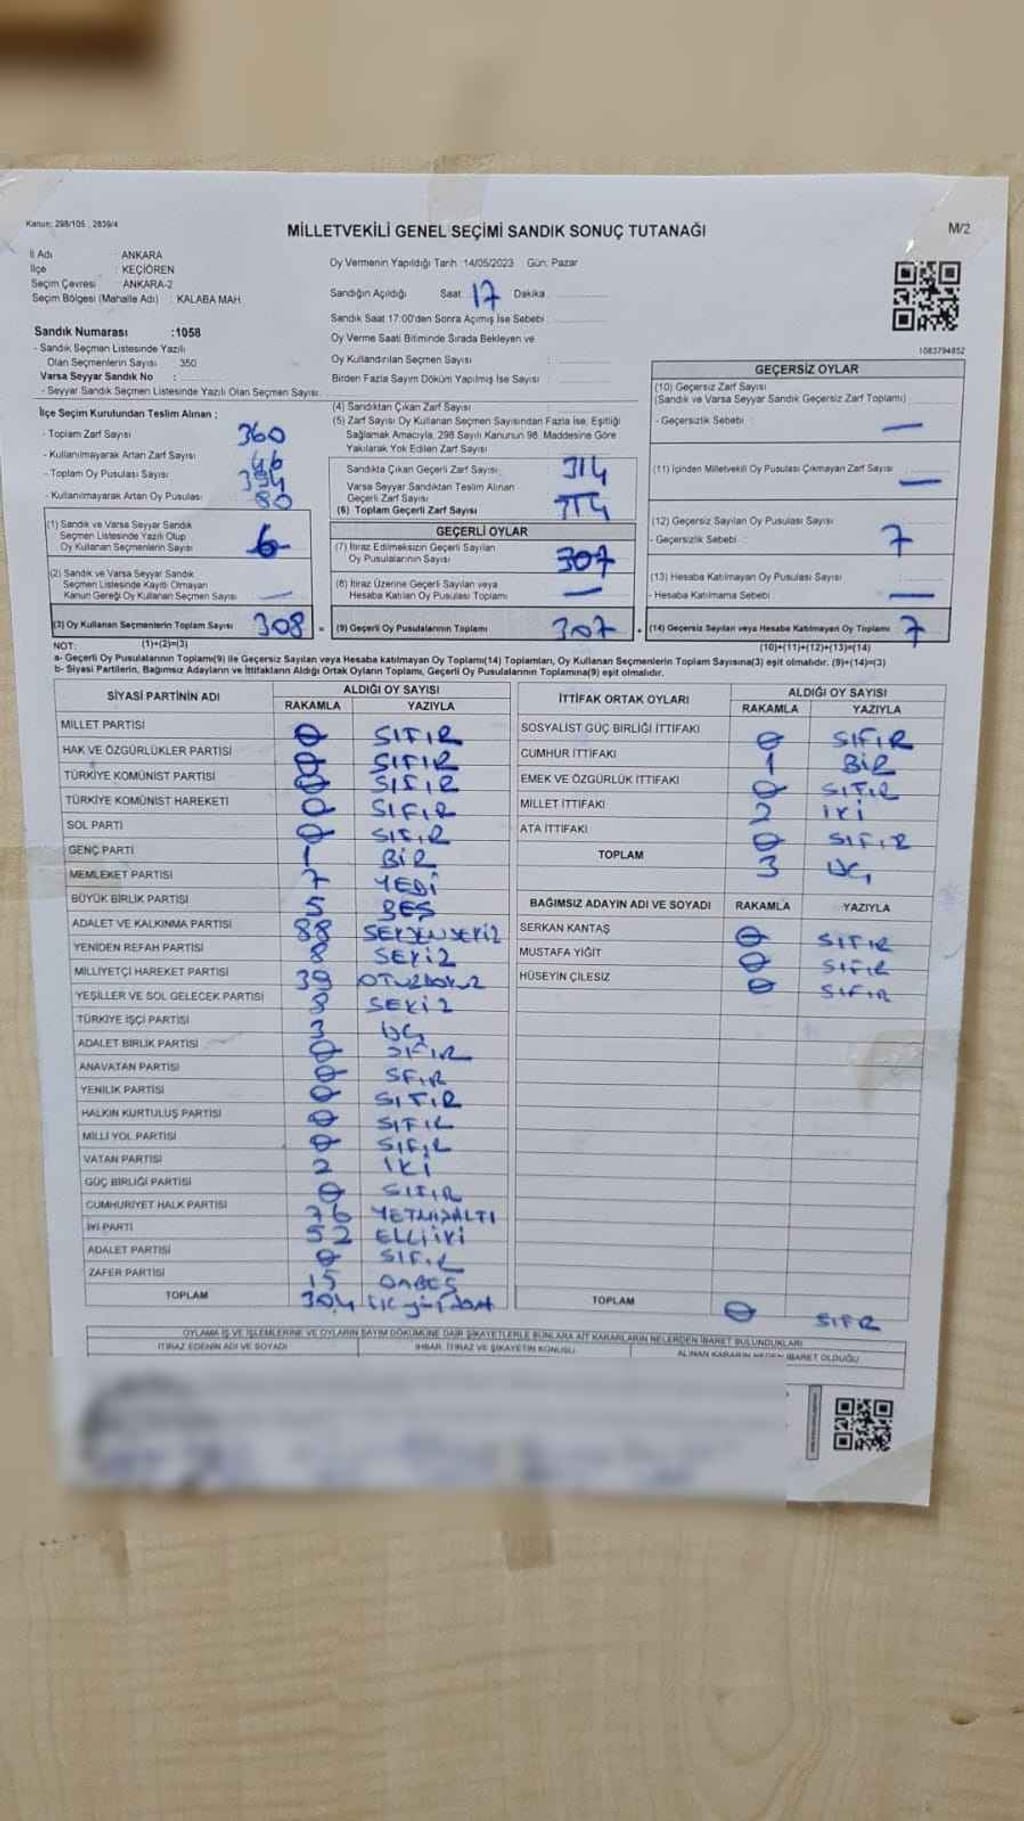 Kanun: 298/105 2839/4
MİLLETVEKİLİ GENEL SEÇİMİ SANDIK SONUÇ TUTANAĞI
M/2
İl Adı : ANKARA
İlçe : KEÇİÖREN
Seçim Çevresi : ANKARA-2
Seçim Bölgesi (Mahalle Adı) : KALABA MAH.
Oy Vermenin Yapıldığı Tarih :14/05/2023 Gün: Pazar
Sandığın Açıldığı Saat 17 Dakika
Sandık Saat 17:00'den Sonra Açılmış İse Sebebi
Oy Verme Saati Bitiminde Sırada Bekleyen ve
Oy Kullandırılan Seçmen Sayısı :
Birden Fazla Sayım Döküm Yapılmış İse Sayısı :
1083794852
Sandık Numarası :1058
- Sandık Seçmen Listesinde Yazılı
Olan Seçmenlerin Sayısı : 350
Varsa Seyyar Sandık No :
- Seyyar Sandık Seçmen Listesinde Yazılı Olan Seçmen Sayısı:
İlçe Seçim Kurulundan Teslim Alınan ;
- Toplam Zarf Sayısı 360
- Kullanılmayarak Artan Zarf Sayısı 46
- Toplam Oy Pusulası Sayısı 394
- Kullanılmayarak Artan Oy Pusulası 80
(1) Sandık ve Varsa Seyyar Sandık
Seçmen Listesinde Yazılı Olup
Oy Kullanan Seçmenlerin Sayısı 6
(2) Sandık ve Varsa Seyyar Sandık
Seçmen Listesinde Kayıtlı Olmayan
Kanun Gereği Oy Kullanan Seçmen Sayısı —
(3) Oy Kullanan Seçmenlerin Toplam Sayısı 308 =
(1)+(2)=(3)
(4) Sandıktan Çıkan Zarf Sayısı :
(5) Zarf Sayısı Oy Kullanan Seçmen Sayısından Fazla İse, Eşitliği
Sağlamak Amacıyla, 298 Sayılı Kanunun 98. Maddesine Göre
Yakılarak Yok Edilen Zarf Sayısı
Sandıkta Çıkan Geçerli Zarf Sayısı 314
Varsa Seyyar Sandıktan Teslim Alınan
Geçerli Zarf Sayısı
(6) Toplam Geçerli Zarf Sayısı 314
GEÇERLİ OYLAR
(7) İtiraz Edilmeksizin Geçerli Sayılan
Oy Pusulalarının Sayısı 307
(8) İtiraz Üzerine Geçerli Sayılan veya
Hesaba Katılan Oy Pusulası Toplamı —
(9) Geçerli Oy Pusulalarının Toplamı 307 +
GEÇERSİZ OYLAR
(10) Geçersiz Zarf Sayısı
(Sandık ve Varsa Seyyar Sandık Geçersiz Zarf Toplamı)
- Geçersizlik Sebebi : —
(11) İçinden Milletvekili Oy Pusulası Çıkmayan Zarf Sayısı —
(12) Geçersiz Sayılan Oy Pusulası Sayısı
- Geçersizlik Sebebi : 7
(13) Hesaba Katılmayan Oy Pusulası Sayısı
- Hesaba Katılmama Sebebi : —
(14) Geçersiz Sayılan veya Hesaba Katılmayan Oy Toplamı 7
(10)+(11)+(12)+(13)=(14)
NOT:
a- Geçerli Oy Pusulalarının Toplamı(9) ile Geçersiz Sayılan veya Hesaba katılmayan Oy Toplamı(14) Toplamları, Oy Kullanan Seçmenlerin Toplam Sayısına(3) eşit olmalıdır. (9)+(14)=(3)
b- Siyasi Partilerin, Bağımsız Adayların ve İttifakların Aldığı Ortak Oyların Toplamı, Geçerli Oy Pusulalarının Toplamına(9) eşit olmalıdır.
SİYASİ PARTİNİN ADI ALDIĞI OY SAYISI
RAKAMLA YAZIYLA
MİLLET PARTİSİ 0 SIFIR
HAK VE ÖZGÜRLÜKLER PARTİSİ 0 SIFIR
TÜRKİYE KOMÜNİST PARTİSİ 0 SIFIR
TÜRKİYE KOMÜNİST HAREKETİ 0 SIFIR
SOL PARTİ 0 SIFIR
GENÇ PARTİ 1 BİR
MEMLEKET PARTİSİ 7 YEDİ
BÜYÜK BİRLİK PARTİSİ 5 BEŞ
ADALET VE KALKINMA PARTİSİ 88 SEKSENSEKİZ
YENİDEN REFAH PARTİSİ 8 SEKİZ
MİLLİYETÇİ HAREKET PARTİSİ 39 OTUZDOKUZ
YEŞİLLER VE SOL GELECEK PARTİSİ 8 SEKİZ
TÜRKİYE İŞÇİ PARTİSİ 3 ÜÇ
ADALET BİRLİK PARTİSİ 0 SIFIR
ANAVATAN PARTİSİ 0 SFIR
YENİLİK PARTİSİ 0 SIFIR
HALKIN KURTULUŞ PARTİSİ 0 SIFIR
MİLLİ YOL PARTİSİ 0 SIFIR
VATAN PARTİSİ 2 İKİ
GÜÇ BİRLİĞİ PARTİSİ 0 SIFIR
CUMHURİYET HALK PARTİSİ 76 YETMİŞALTI
İYİ PARTİ 52 ELLİİKİ
ADALET PARTİSİ 0 SIFIR
ZAFER PARTİSİ 15 ONBEŞ
TOPLAM 304
İTTİFAK ORTAK OYLARI ALDIĞI OY SAYISI
RAKAMLA YAZIYLA
SOSYALİST GÜÇ BİRLİĞİ İTTİFAKI 0 SIFIR
CUMHUR İTTİFAKI 1 BİR
EMEK VE ÖZGÜRLÜK İTTİFAKI 0 SIFIR
MİLLET İTTİFAKI 2 İKİ
ATA İTTİFAKI 0 SIFIR
TOPLAM 3 ÜÇ
BAĞIMSIZ ADAYIN ADI VE SOYADI RAKAMLA YAZIYLA
SERKAN KANTAŞ 0 SIFIR
MUSTAFA YİĞİT 0 SIFIR
HÜSEYİN ÇİLESİZ 0 SIFIR
TOPLAM 0 SIFIR
OYLAMA İŞ VE İŞLEMLERİNE VE OYLARIN SAYIM DÖKÜMÜNE DAİR ŞİKAYETLERLE BUNLARA AİT KARARLARIN NELERDEN İBARET BULUNDUKLARI
İTİRAZ EDENİN ADI VE SOYADI İHBAR, İTİRAZ VE ŞİKAYETİN KONUSU ALINAN KARARIN NEDEN İBARET OLDUĞU